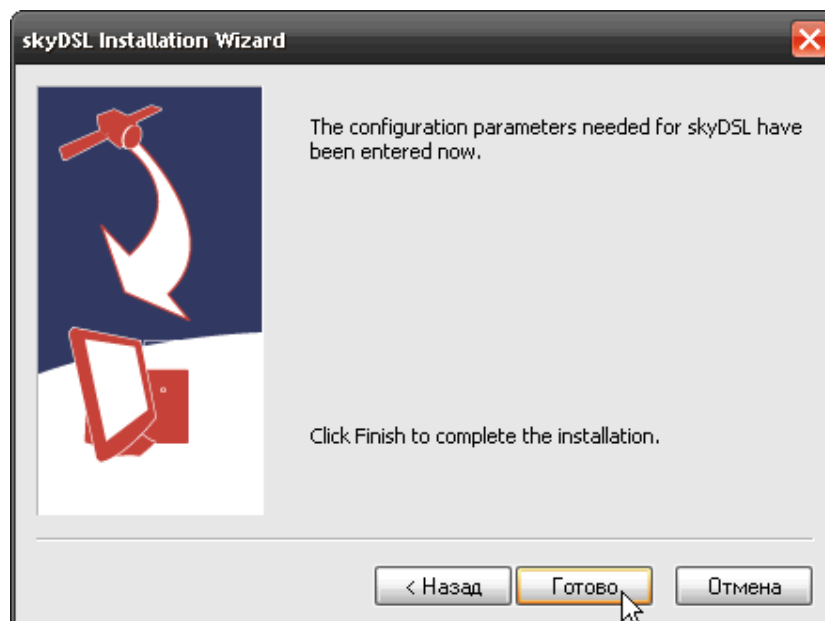 skyDSL Installation Wizard
The configuration parameters needed for skyDSL have
been entered now.
Click Finish to complete the installation.
< Назад
Готово
Отмена